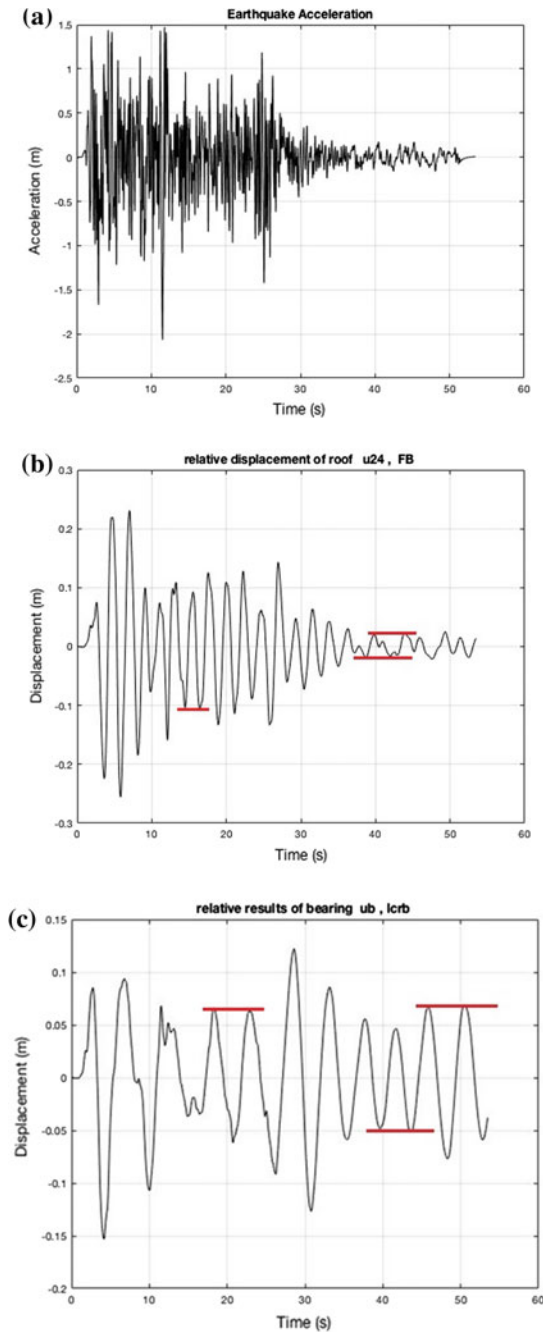 (a)
Earthquake Acceleration
Acceleration (m)
1.5
1
0.5
0
-0.5
-1
-1.5
-2
-2.5
0 10 20 30 40 50 60
Time (s)
(b)
relative displacement of roof u24 , FB
Displacement (m)
0.3
0.2
0.1
0
-0.1
-0.2
-0.3
0 10 20 30 40 50 60
Time (s)
(c)
relative results of bearing ub , lcrb
Displacement (m)
0.15
0.1
0.05
0
-0.05
-0.1
-0.15
-0.2
0 10 20 30 40 50 60
Time (s)